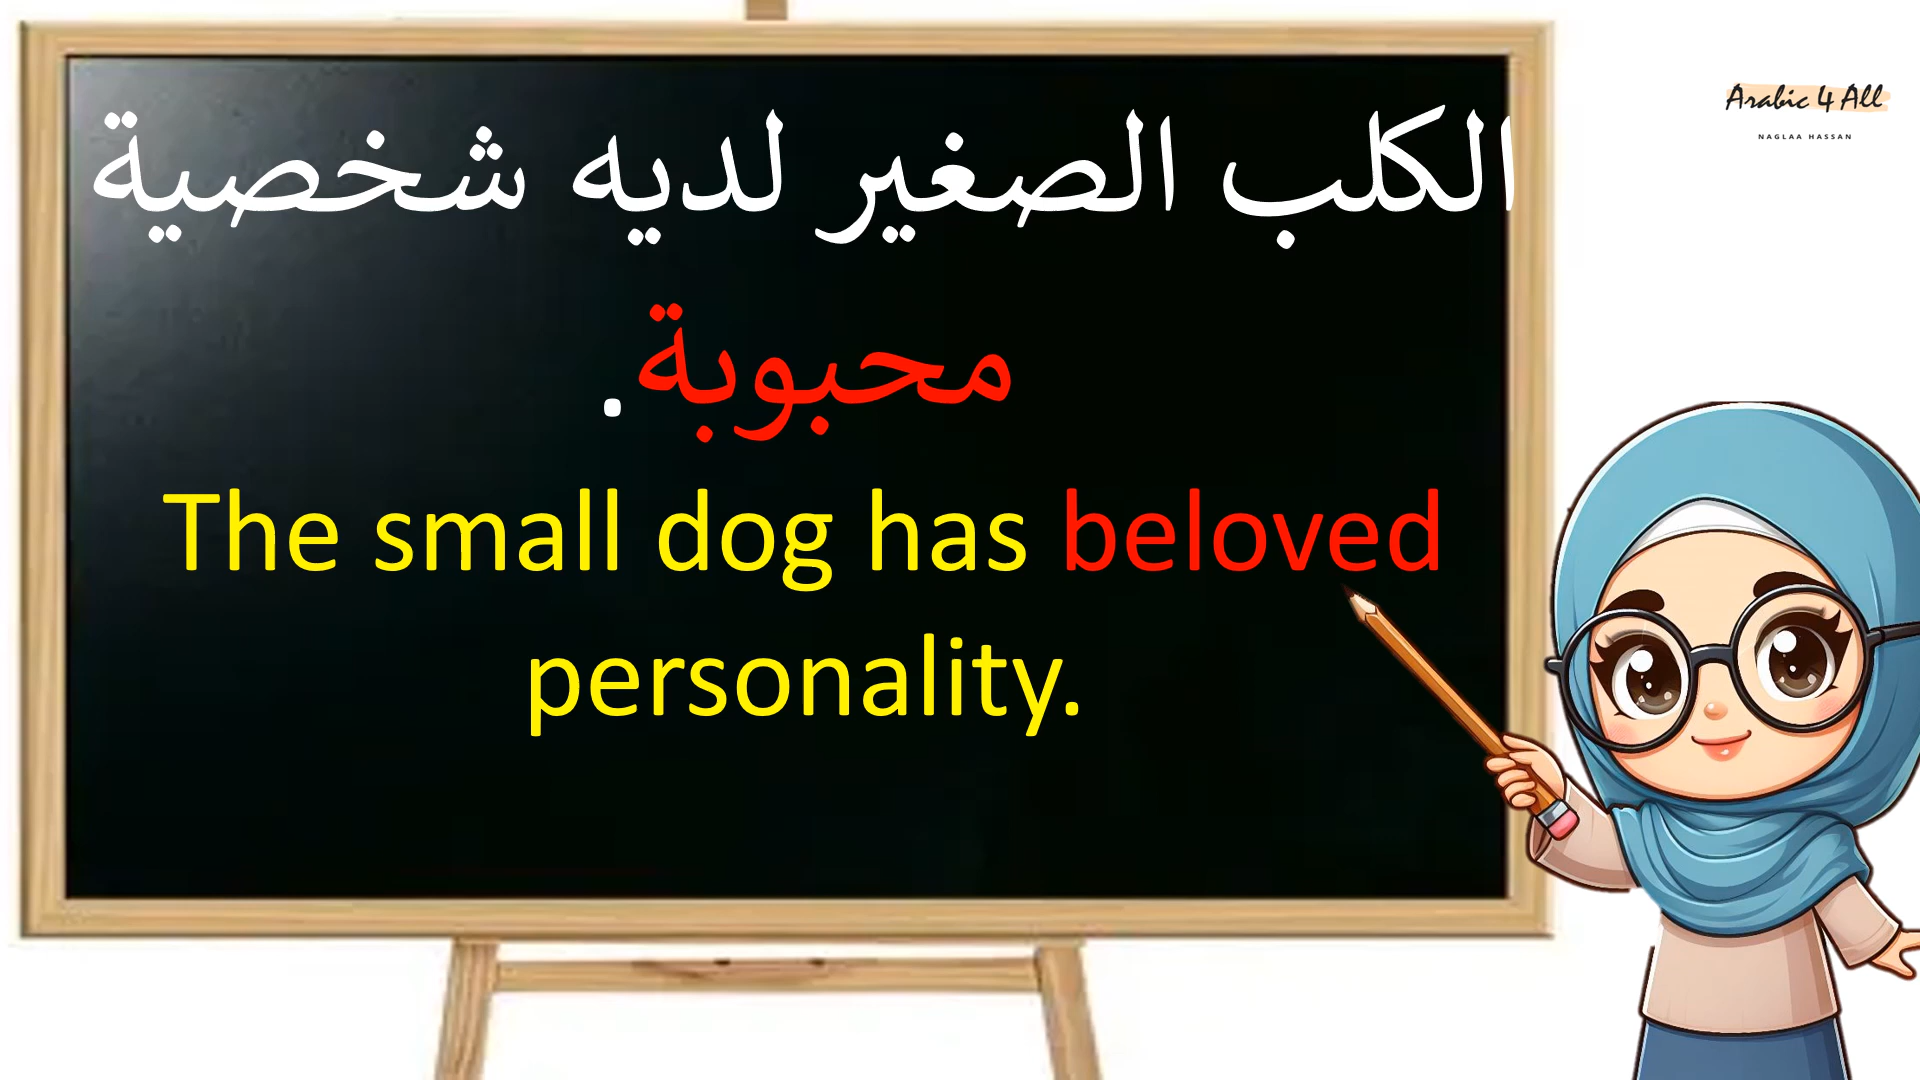 الكلب الصغير لديه شخصية
محبوبة.
The small dog has beloved
personality.
Arabic 4 All
NAGLAA HASSAN